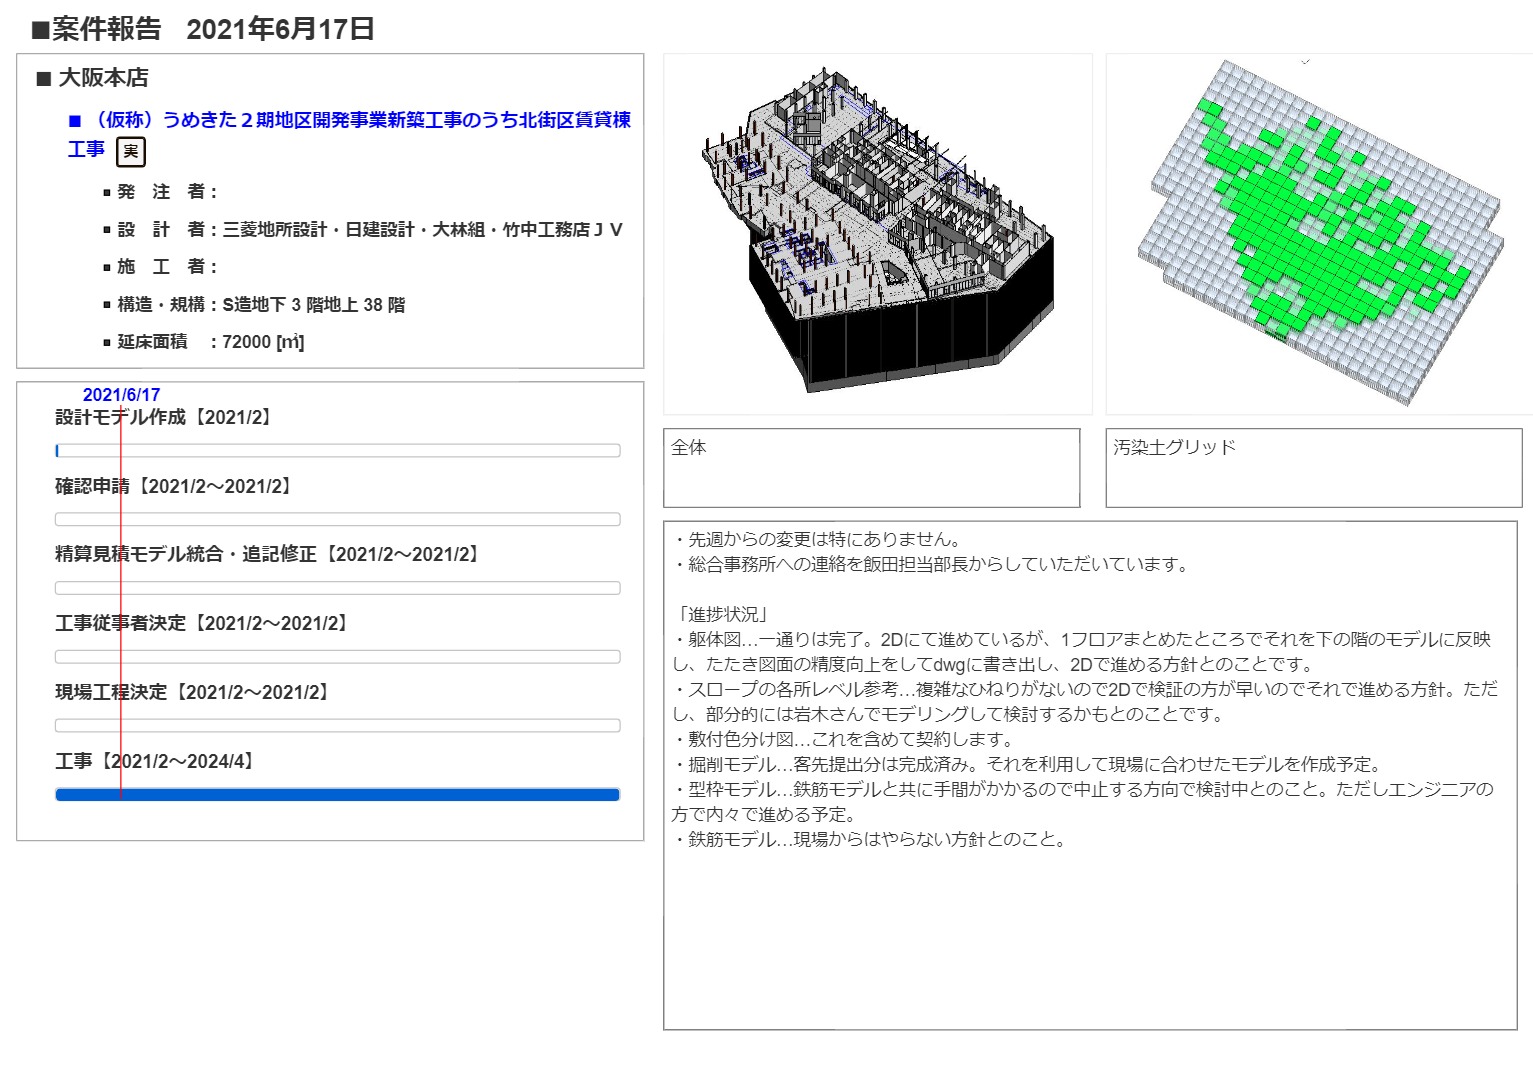 ■案件報告　2021年6月17日
■ 大阪本店
■ （仮称）うめきた２期地区開発事業新築工事のうち北街区賃貸棟
工事 実
▪ 発　注　者：
▪ 設　計　者：三菱地所設計・日建設計・大林組・竹中工務店ＪＶ
▪ 施　工　者：
▪ 構造・規構：S造地下 3 階地上 38 階
▪ 延床面積　：72000 [㎡]
2021/6/17
設計モデル作成【2021/2】
確認申請【2021/2〜2021/2】
精算見積モデル統合・追記修正【2021/2〜2021/2】
工事従事者決定【2021/2〜2021/2】
現場工程決定【2021/2〜2021/2】
工事【2021/2〜2024/4】
全体
汚染土グリッド
・先週からの変更は特にありません。
・総合事務所への連絡を飯田担当部長からしていただいています。
「進捗状況」
・躯体図…一通りは完了。2Dにて進めているが、1フロアまとめたところでそれを下の階のモデルに反映
し、たたき図面の精度向上をしてdwgに書き出し、2Dで進める方針とのことです。
・スロープの各所レベル参考…複雑なひねりがないので2Dで検証の方が早いのでそれで進める方針。ただ
し、部分的には岩木さんでモデリングして検討するかもとのことです。
・敷付色分け図…これを含めて契約します。
・掘削モデル…客先提出分は完成済み。それを利用して現場に合わせたモデルを作成予定。
・型枠モデル…鉄筋モデルと共に手間がかかるので中止する方向で検討中とのこと。ただしエンジニアの
方で内々で進める予定。
・鉄筋モデル…現場からはやらない方針とのこと。